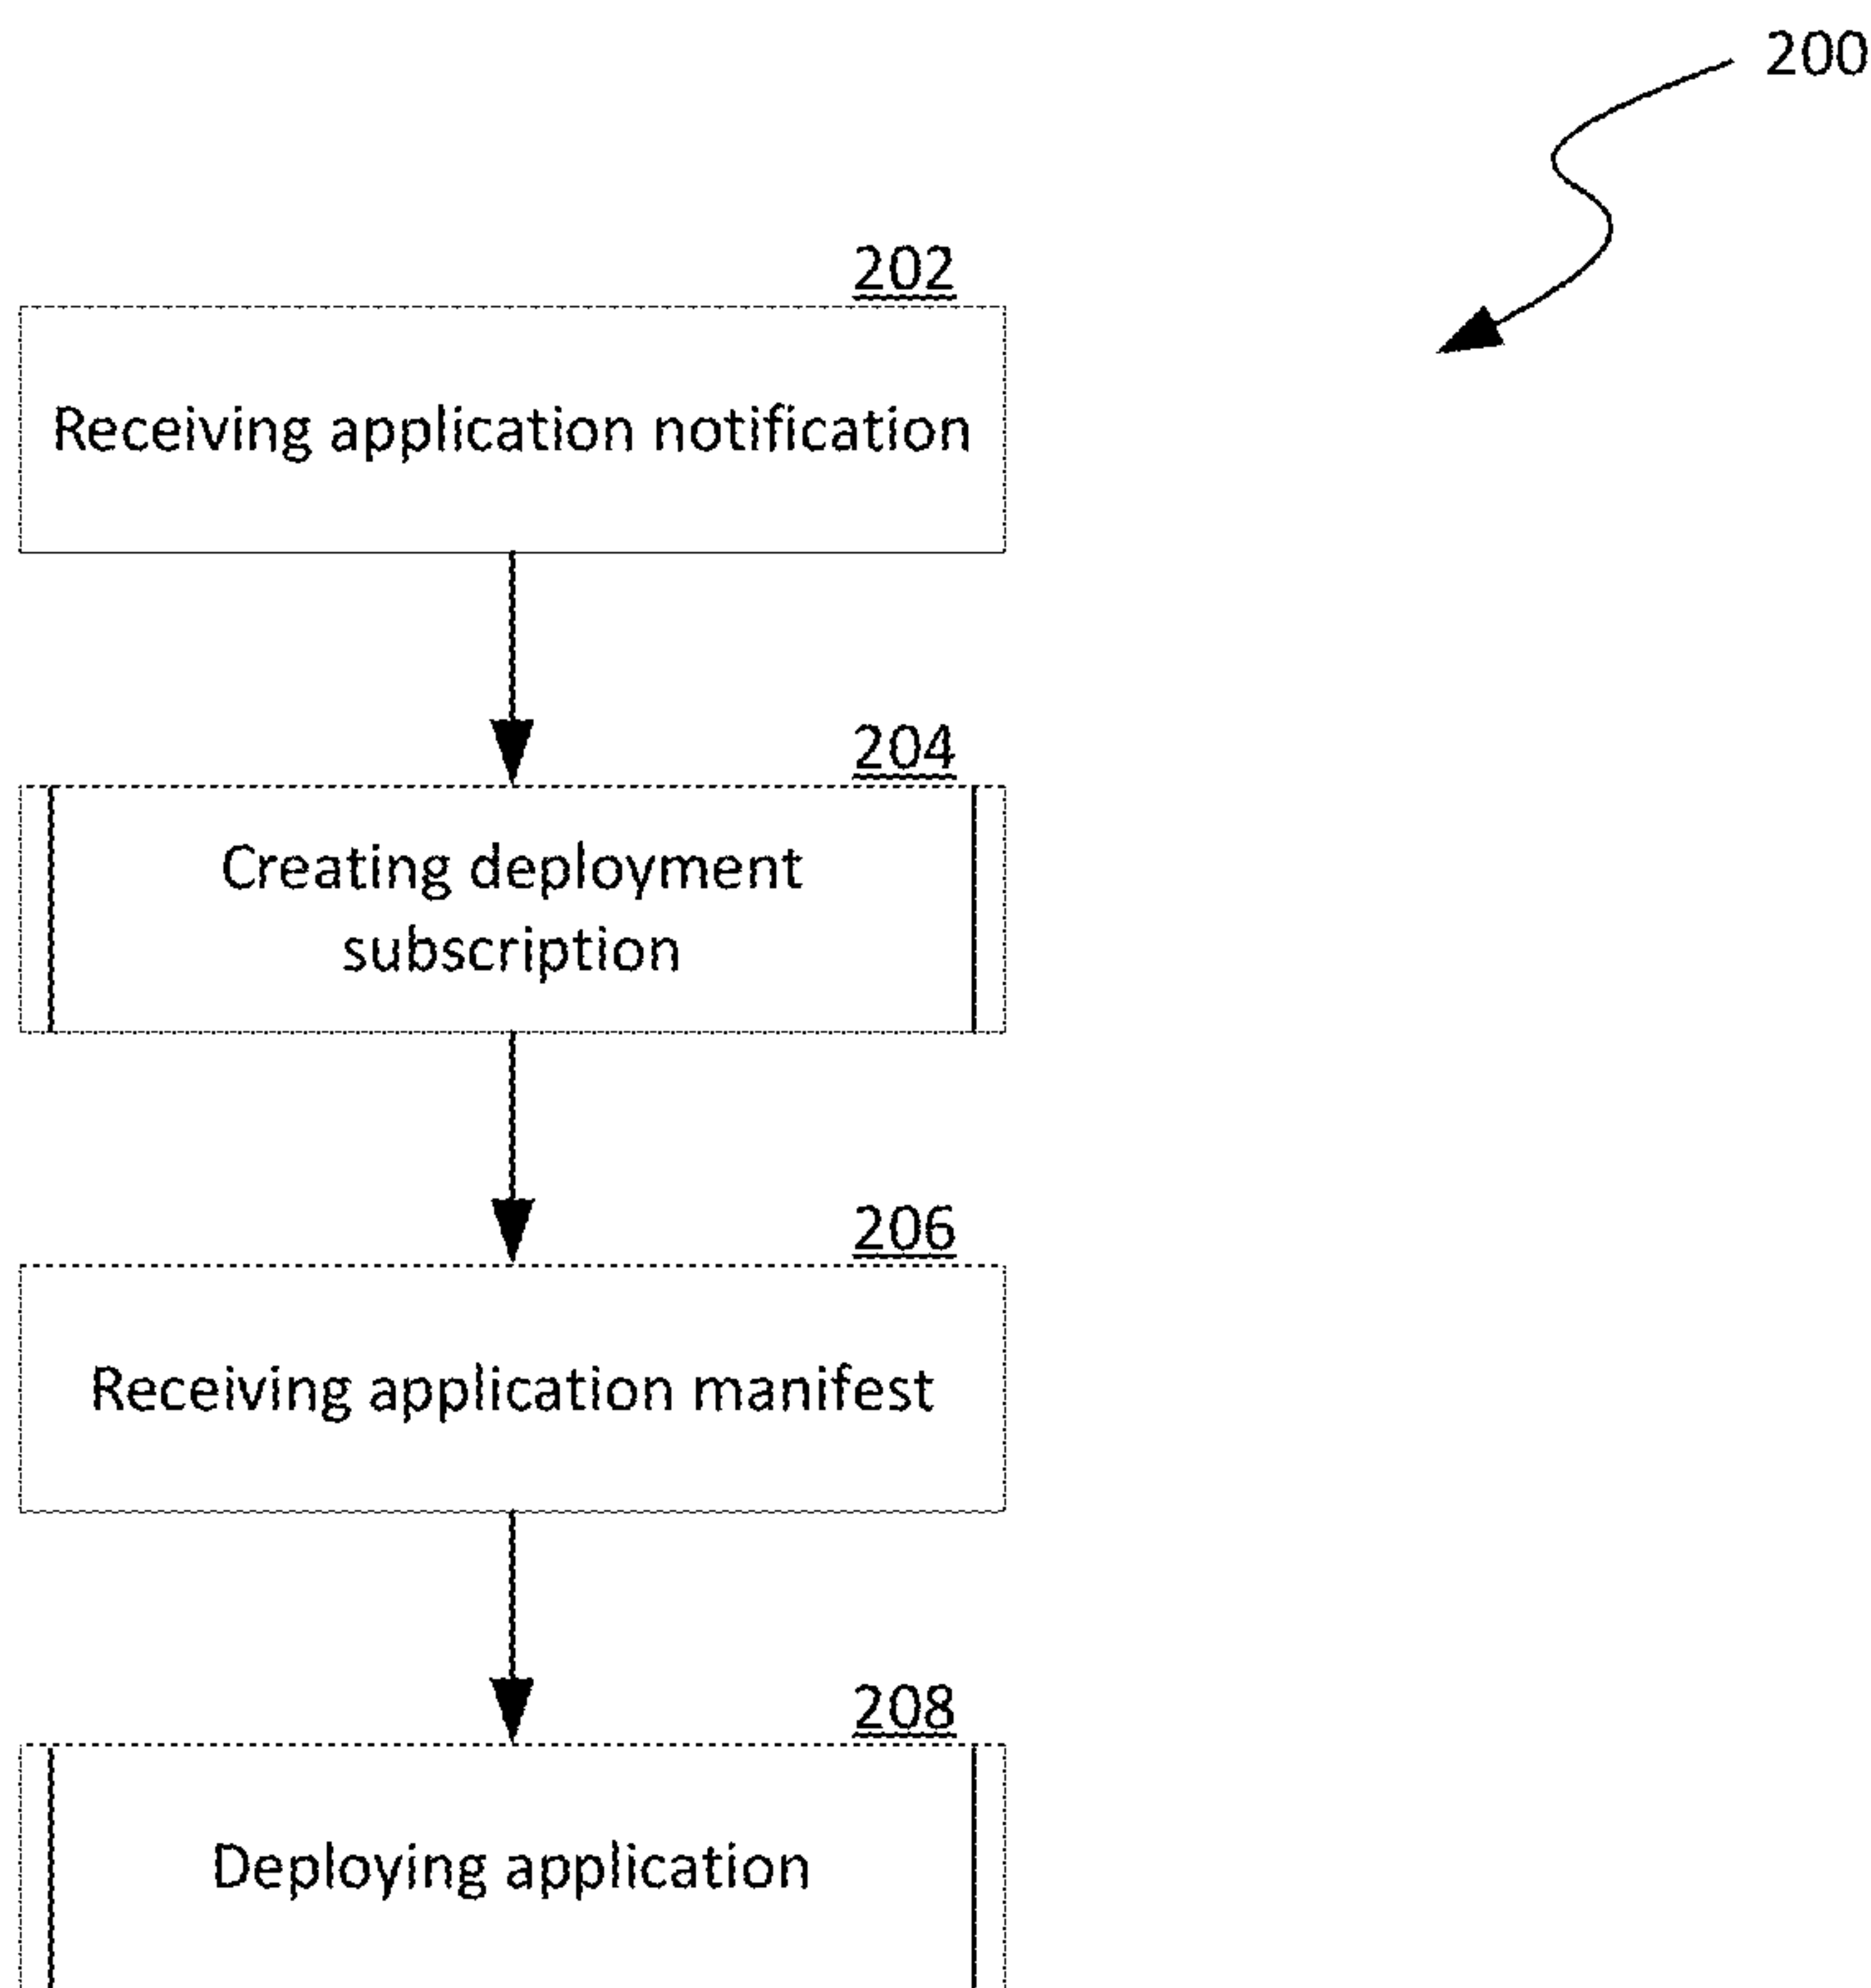 200
202
Receiving application notification
204
Creating deployment
subscription
206
Receiving application manifest
208
Deploying application